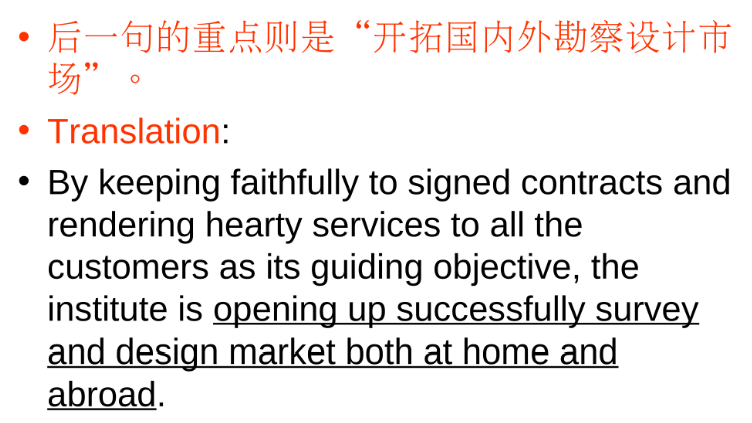 • 后一句的重点则是“开拓国内外勘察设计市
场”。
• Translation:
• By keeping faithfully to signed contracts and
rendering hearty services to all the
customers as its guiding objective, the
institute is opening up successfully survey
and design market both at home and
abroad.